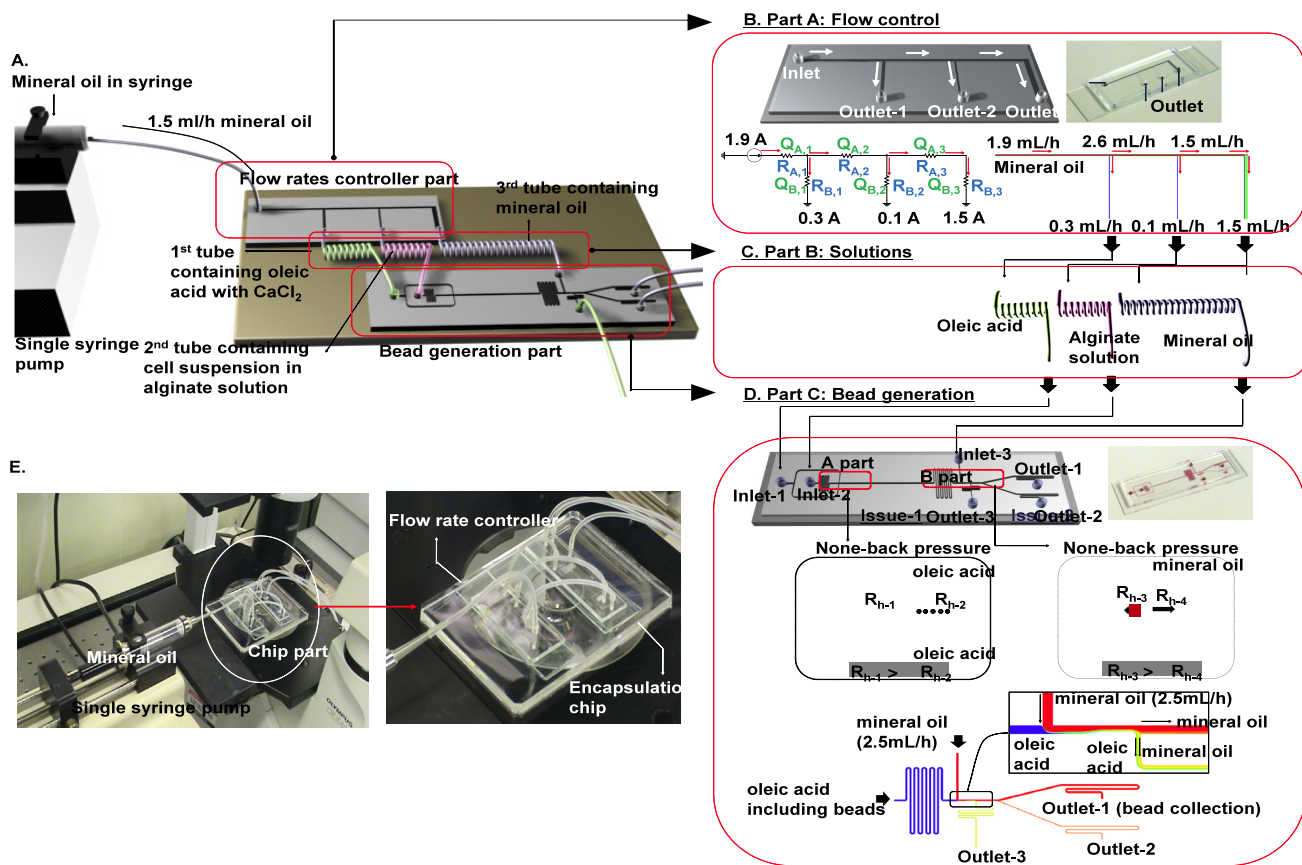 A.
Mineral oil in syringe
1.5 ml/h mineral oil
Flow rates controller part
3rd tube containing
mineral oil
1st tube
containing oleic
acid with CaCl2
Single syringe
pump
2nd tube containing
cell suspension in
alginate solution
Bead generation part
B. Part A: Flow control
Inlet
Outlet-1
Outlet-2
Outlet
Outlet
1.9 A
QA,1
QA,2
QA,3
RA,1
RA,2
RA,3
QB,1
RB,1
QB,2
RB,2
QB,3
RB,3
0.3 A
0.1 A
1.5 A
1.9 mL/h
2.6 mL/h
1.5 mL/h
Mineral oil
0.3 mL/h
0.1 mL/h
1.5 mL/h
C. Part B: Solutions
Oleic acid
Alginate
solution
Mineral oil
D. Part C: Bead generation
Inlet-3
A part
B part
Outlet-1
Inlet-1
Inlet-2
Issue-1
Outlet-3
Outlet-2
None-back pressure
oleic acid
Rh-1
Rh-2
oleic acid
Rh-1 > Rh-2
None-back pressure
mineral oil
Rh-3
Rh-4
Rh-3 > Rh-4
mineral oil
(2.5mL/h)
mineral oil (2.5mL/h)
mineral oil
oleic
acid
oleic
acid
mineral oil
oleic acid
including beads
Outlet-1 (bead collection)
Outlet-2
Outlet-3
E.
Mineral oil
Chip part
Single syringe pump
OLYMPUS
Flow rate controller
Encapsulatio
chip